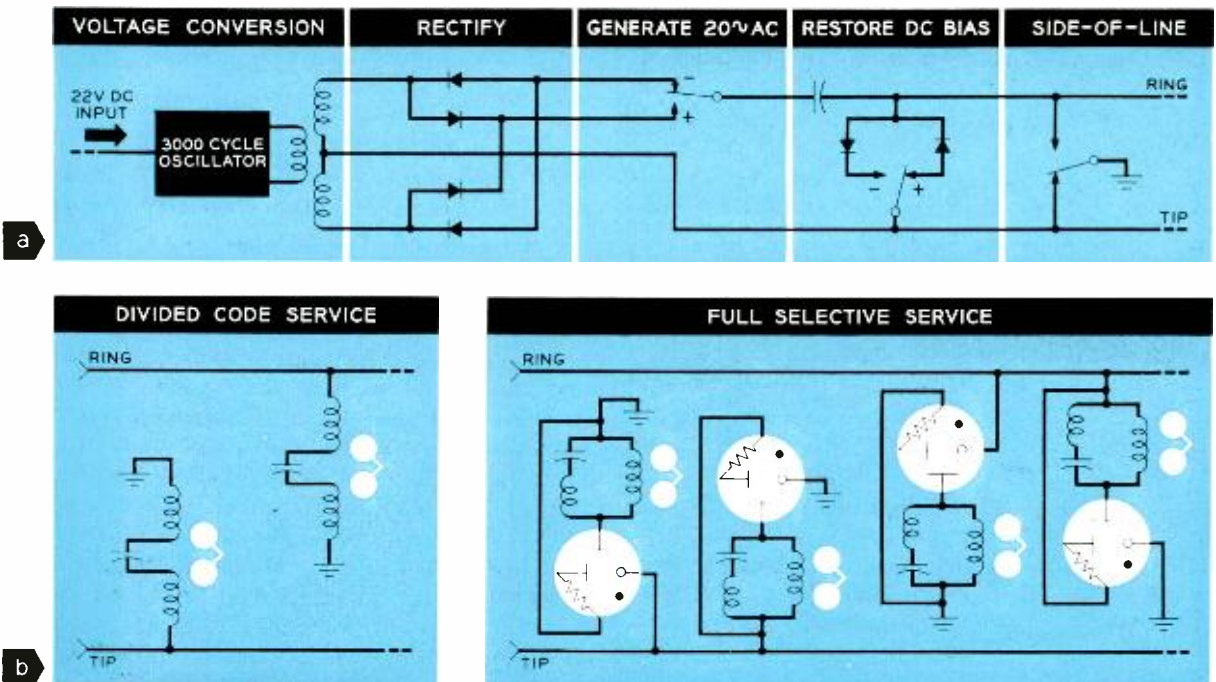 VOLTAGE CONVERSION
RECTIFY
GENERATE 20∿AC
RESTORE DC BIAS
SIDE-OF-LINE
22V DC
INPUT
3000 CYCLE
OSCILLATOR
-
+
-
+
RING
TIP
a
DIVIDED CODE SERVICE
RING
TIP
b
FULL SELECTIVE SERVICE
RING
TIP